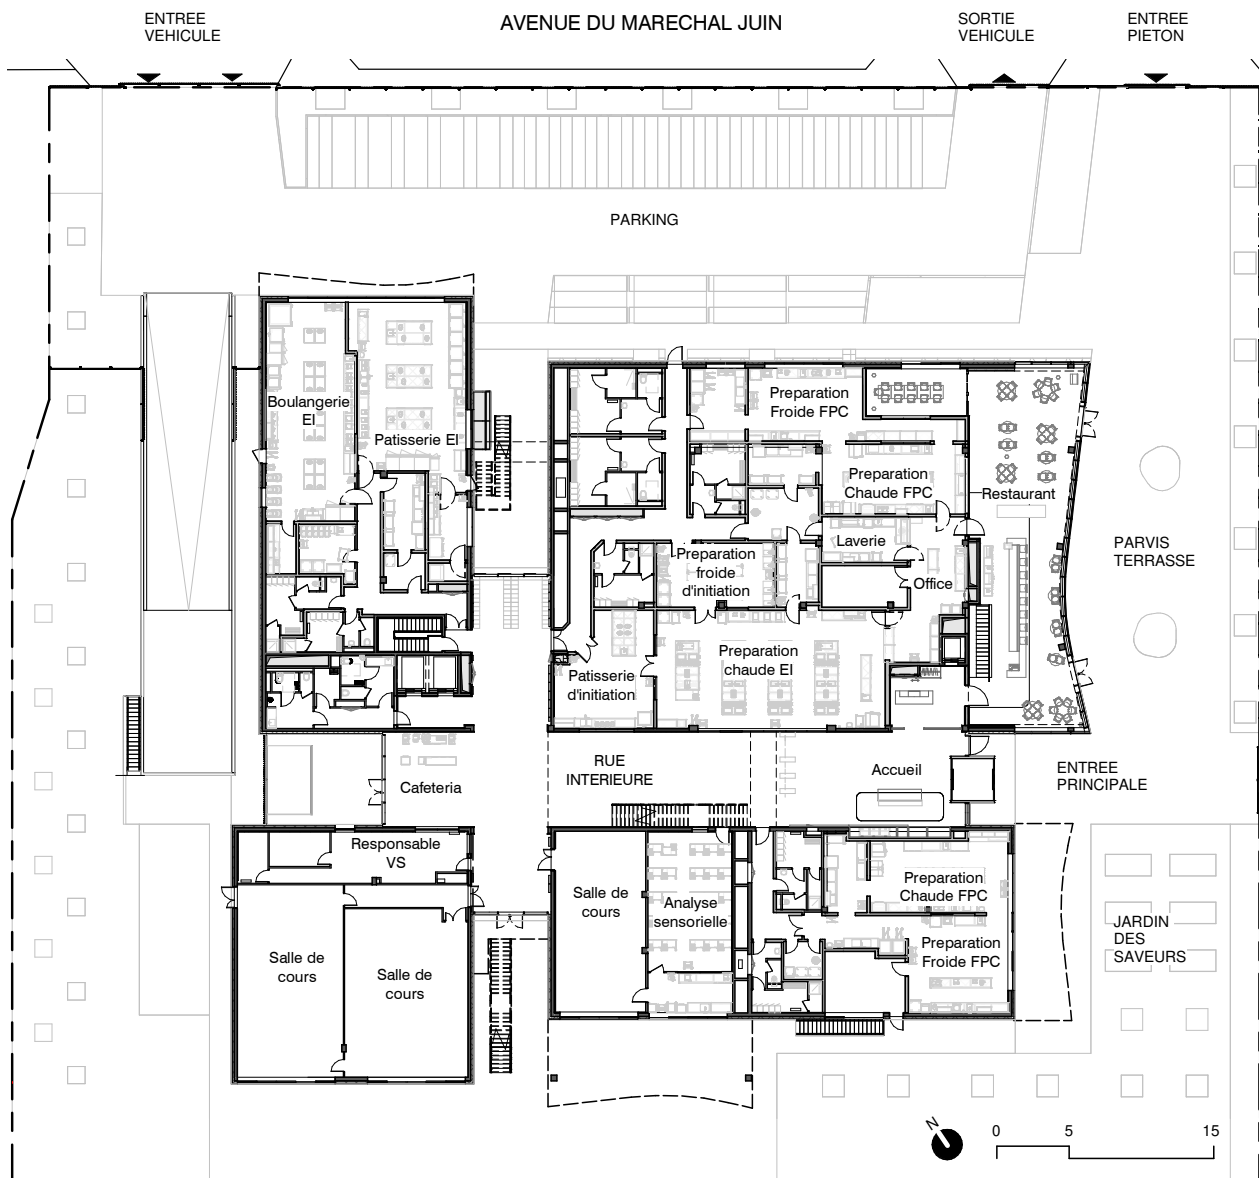 ENTREE
VEHICULE
AVENUE DU MARECHAL JUIN
SORTIE
VEHICULE
ENTREE
PIETON
PARKING
Boulangerie
EI
Patisserie EI
Preparation
Froide FPC
Preparation
Chaude FPC
Restaurant
Laverie
Preparation
froide
d'initiation
Office
PARVIS
TERRASSE
Patisserie
d'initiation
Preparation
chaude EI
Cafeteria
RUE
INTERIEURE
Accueil
ENTREE
PRINCIPALE
Responsable
VS
Salle de
cours
Salle de
cours
Salle de
cours
Analyse
sensorielle
Preparation
Chaude FPC
Preparation
Froide FPC
JARDIN
DES
SAVEURS
N
0 5 15